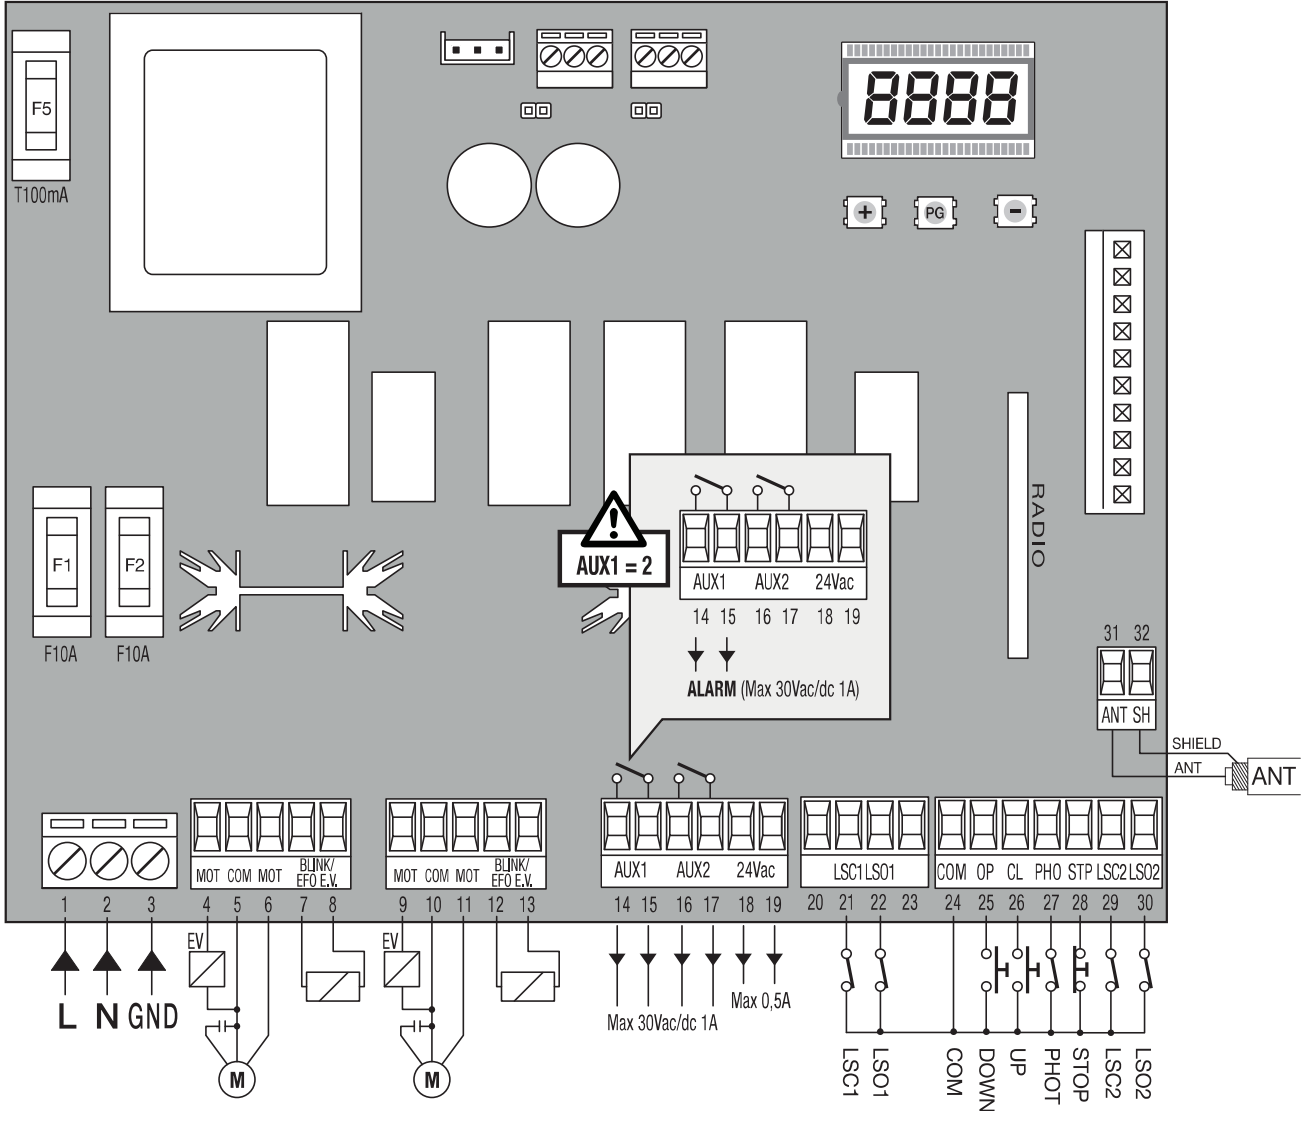 F5
T100mA
8888
+ PG -
RADIO
F1 F2
F10A F10A
!
AUX1 = 2
AUX1 AUX2 24Vac
14 15 16 17 18 19
ALARM (Max 30Vac/dc 1A)
31 32
ANT SH
SHIELD
ANT
ANT
MOT COM MOT BLINK/
EFO E.V.
MOT COM MOT BLINK/
EFO E.V.
AUX1 AUX2 24Vac
LSC1 LSO1
COM OP CL PHO STP LSC2 LSO2
1 2 3 4 5 6 7 8 9 10 11 12 13 14 15 16 17 18 19 20 21 22 23 24 25 26 27 28 29 30
EV
EV
L N GND
Max 0,5A
Max 30Vac/dc 1A
M
M
LSC1
LSO1
COM
DOWN
UP
PHOT
STOP
LSC2
LSO2